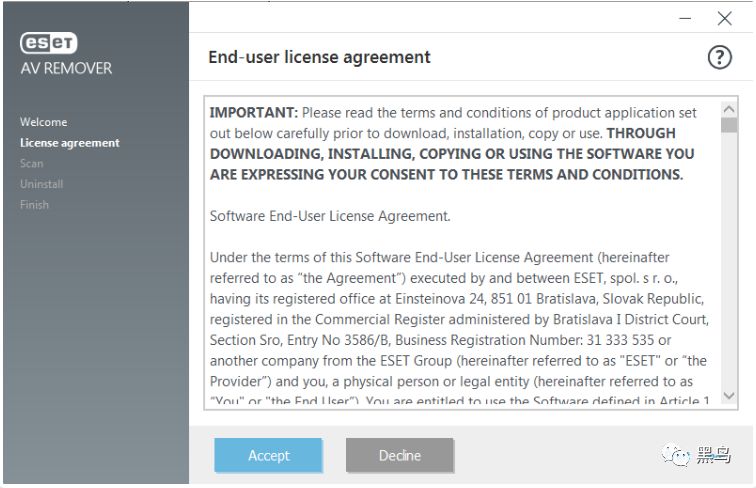 eset
AV REMOVER
Welcome
License agreement
Scan
Uninstall
Finish
End-user license agreement
?
IMPORTANT: Please read the terms and conditions of product application set
out below carefully prior to download, installation, copy or use. THROUGH
DOWNLOADING, INSTALLING, COPYING OR USING THE SOFTWARE YOU
ARE EXPRESSING YOUR CONSENT TO THESE TERMS AND CONDITIONS.
Software End-User License Agreement.
Under the terms of this Software End-User License Agreement (hereinafter
referred to as “the Agreement”) executed by and between ESET, spol. s r. o.,
having its registered office at Einsteinova 24, 851 01 Bratislava, Slovak Republic,
registered in the Commercial Register administered by Bratislava I District Court,
Section Sro, Entry No 3586/B, Business Registration Number: 31 333 535 or
another company from the ESET Group (hereinafter referred to as "ESET" or “the
Provider”) and you, a physical person or legal entity (hereinafter referred to as
“You” or "the End User”). You are entitled to use the Software defined in Article 1
Accept
Decline
黑鸟